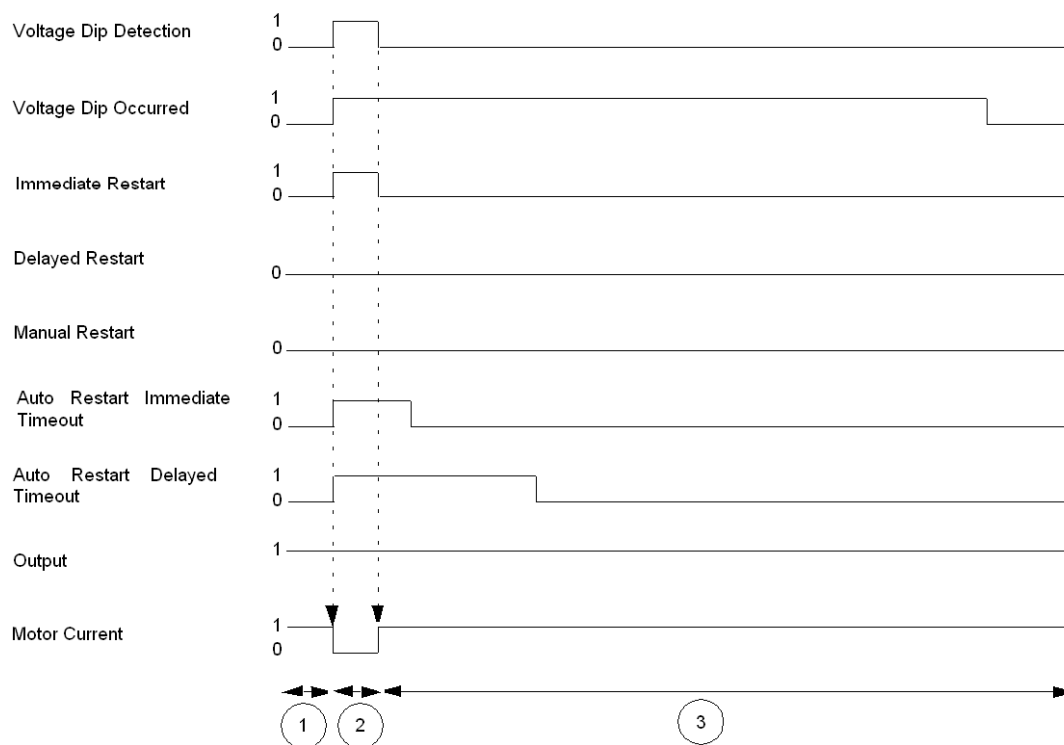 Voltage Dip Detection
1
0
Voltage Dip Occurred
1
0
Immediate Restart
1
0
Delayed Restart
0
Manual Restart
0
Auto Restart Immediate
Timeout
1
0
Auto Restart Delayed
Timeout
1
0
Output
1
Motor Current
1
0
1
2
3